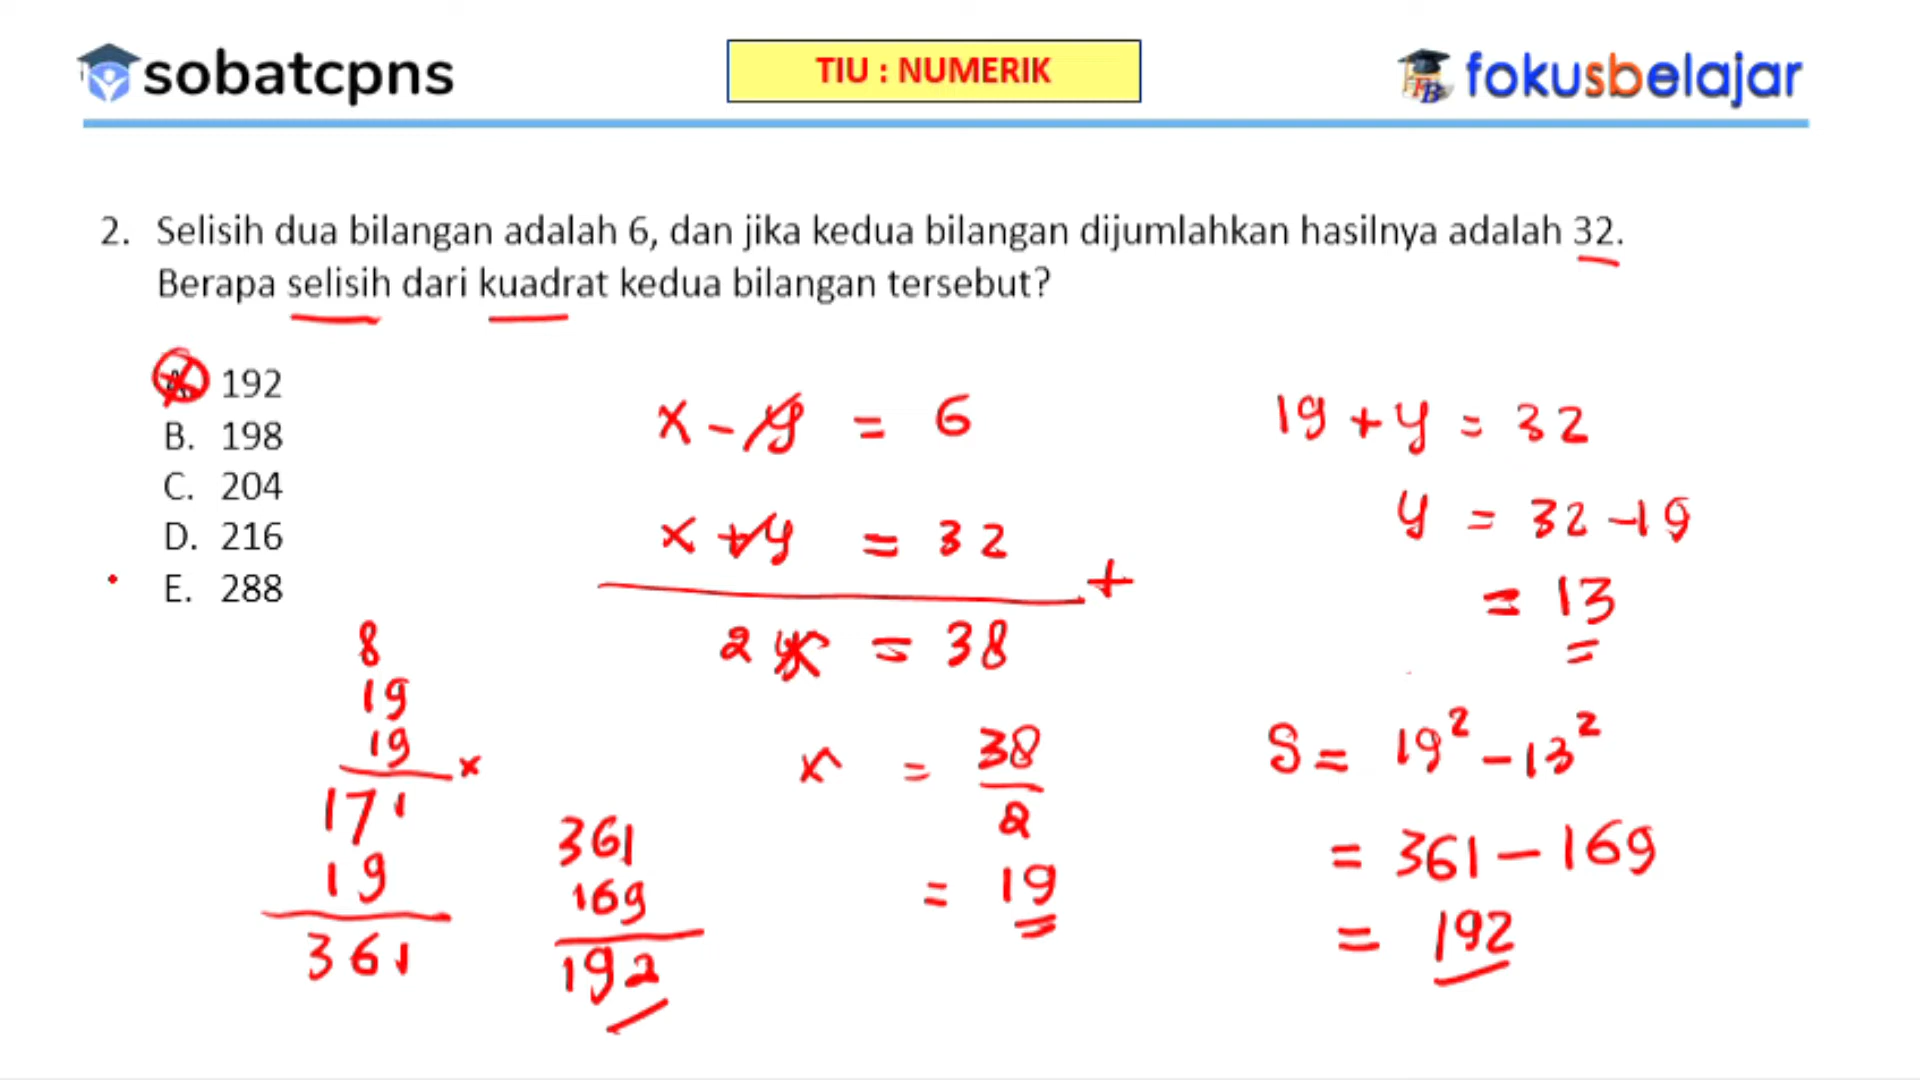 sobatcpns
TIU : NUMERIK
fokusbelajar
2. Selisih dua bilangan adalah 6, dan jika kedua bilangan dijumlahkan hasilnya adalah 32.
Berapa selisih dari kuadrat kedua bilangan tersebut?
A. 192
B. 198
C. 204
D. 216
E. 288
x - y = 6
x + y = 32
+
2x = 38
x = 38/2
= 19
19 + y = 32
y = 32 - 19
= 13
=
S = 19² - 13²
= 361 - 169
= 192
8
19
19 x
171
19
361
361
169
192